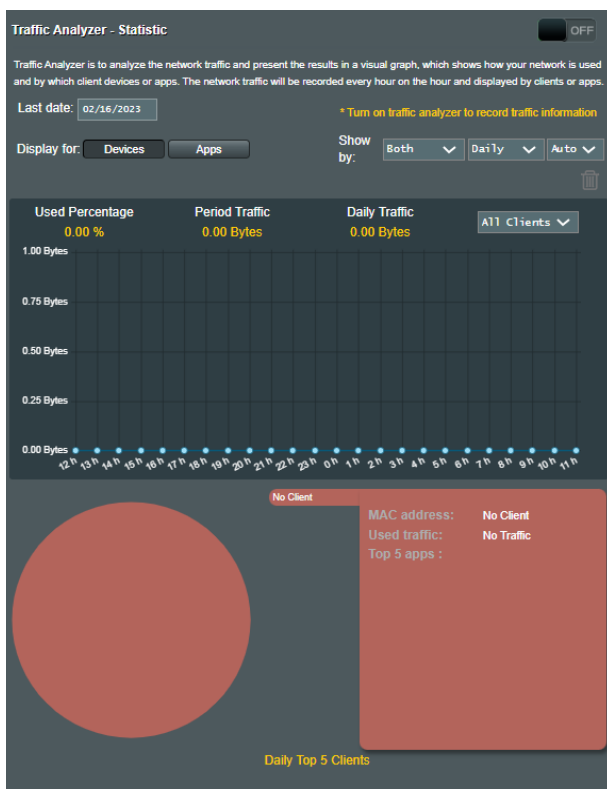 Traffic Analyzer - Statistic
OFF
Traffic Analyzer is to analyze the network traffic and present the results in a visual graph, which shows how your network is used
and by which client devices or apps. The network traffic will be recorded every hour on the hour and displayed by clients or apps.
Last date: 02/16/2023
* Turn on traffic analyzer to record traffic information
Display for: Devices Apps
Show by: Both Daily Auto
Used Percentage Period Traffic Daily Traffic All Clients
0.00 % 0.00 Bytes 0.00 Bytes
1.00 Bytes
0.75 Bytes
0.50 Bytes
0.25 Bytes
0.00 Bytes
12 h 13 h 14 h 15 h 16 h 17 h 18 h 19 h 20 h 21 h 22 h 23 h 0 h 1 h 2 h 3 h 4 h 5 h 6 h 7 h 8 h 9 h 10 h 11 h
No Client
MAC address: No Client
Used traffic: No Traffic
Top 5 apps :
Daily Top 5 Clients